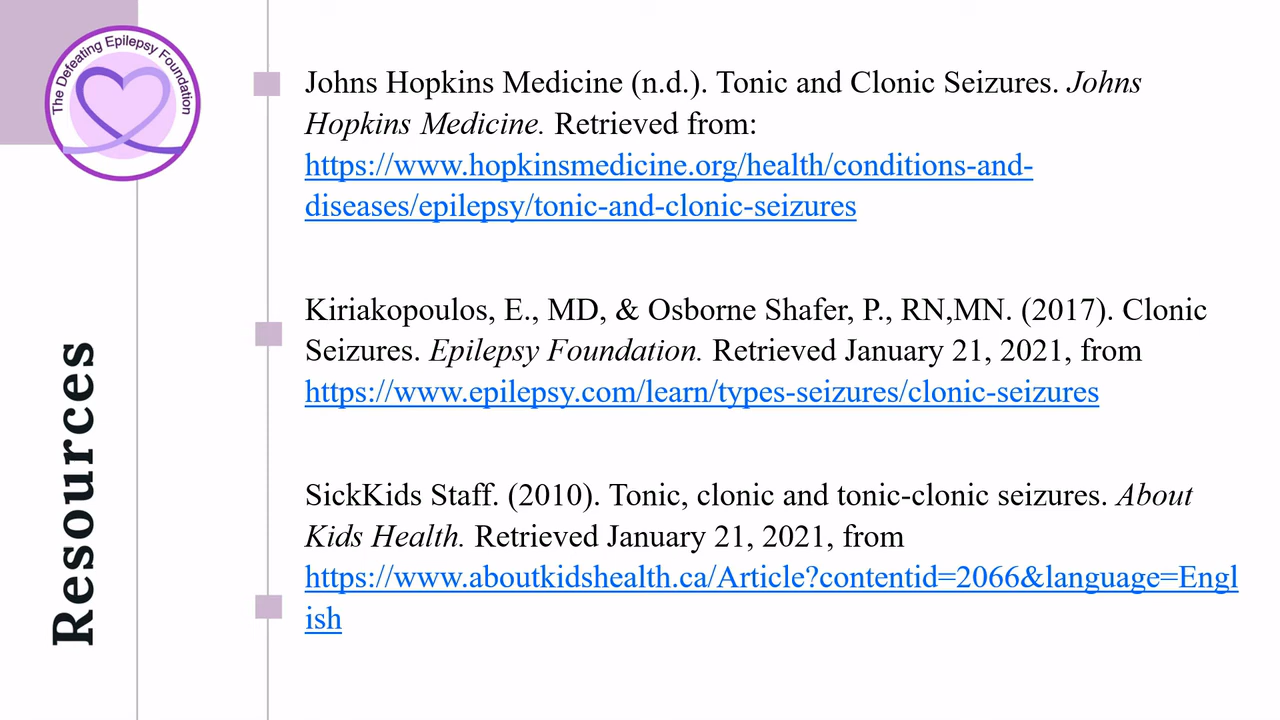 The Defeating Epilepsy Foundation
Resources
Johns Hopkins Medicine (n.d.). Tonic and Clonic Seizures. Johns
Hopkins Medicine. Retrieved from:
https://www.hopkinsmedicine.org/health/conditions-and-
diseases/epilepsy/tonic-and-clonic-seizures
Kiriakopoulos, E., MD, & Osborne Shafer, P., RN,MN. (2017). Clonic
Seizures. Epilepsy Foundation. Retrieved January 21, 2021, from
https://www.epilepsy.com/learn/types-seizures/clonic-seizures
SickKids Staff. (2010). Tonic, clonic and tonic-clonic seizures. About
Kids Health. Retrieved January 21, 2021, from
https://www.aboutkidshealth.ca/Article?contentid=2066&language=Engl
ish